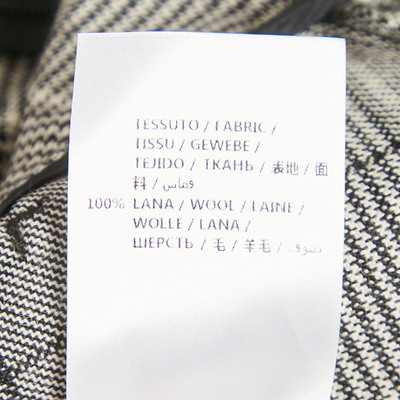 TESSUTO / FABRIC /
TISSU / GEWEBE /
TEJIDO / ТКАНЬ / 表地 / 面
料 / قماس /
100% LANA / WOOL / LAINE /
WOLLE / LANA /
ШЕРСТЬ / 毛 / 羊毛 / صوف /